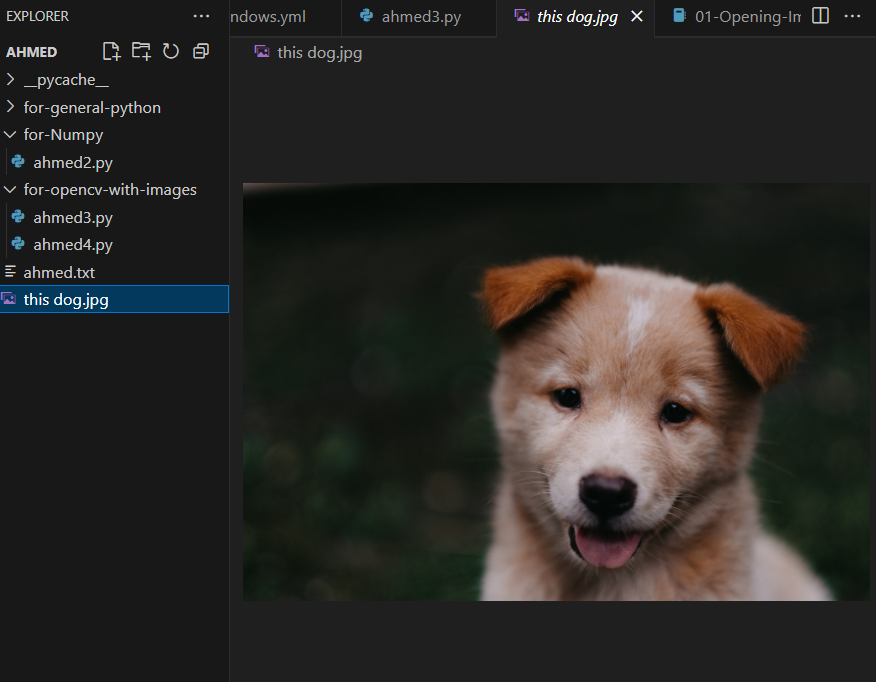 EXPLORER
ndows.yml
ahmed3.py
this dog.jpg
01-Opening-Im
AHMED
this dog.jpg
__pycache__
for-general-python
for-Numpy
ahmed2.py
for-opencv-with-images
ahmed3.py
ahmed4.py
ahmed.txt
this dog.jpg